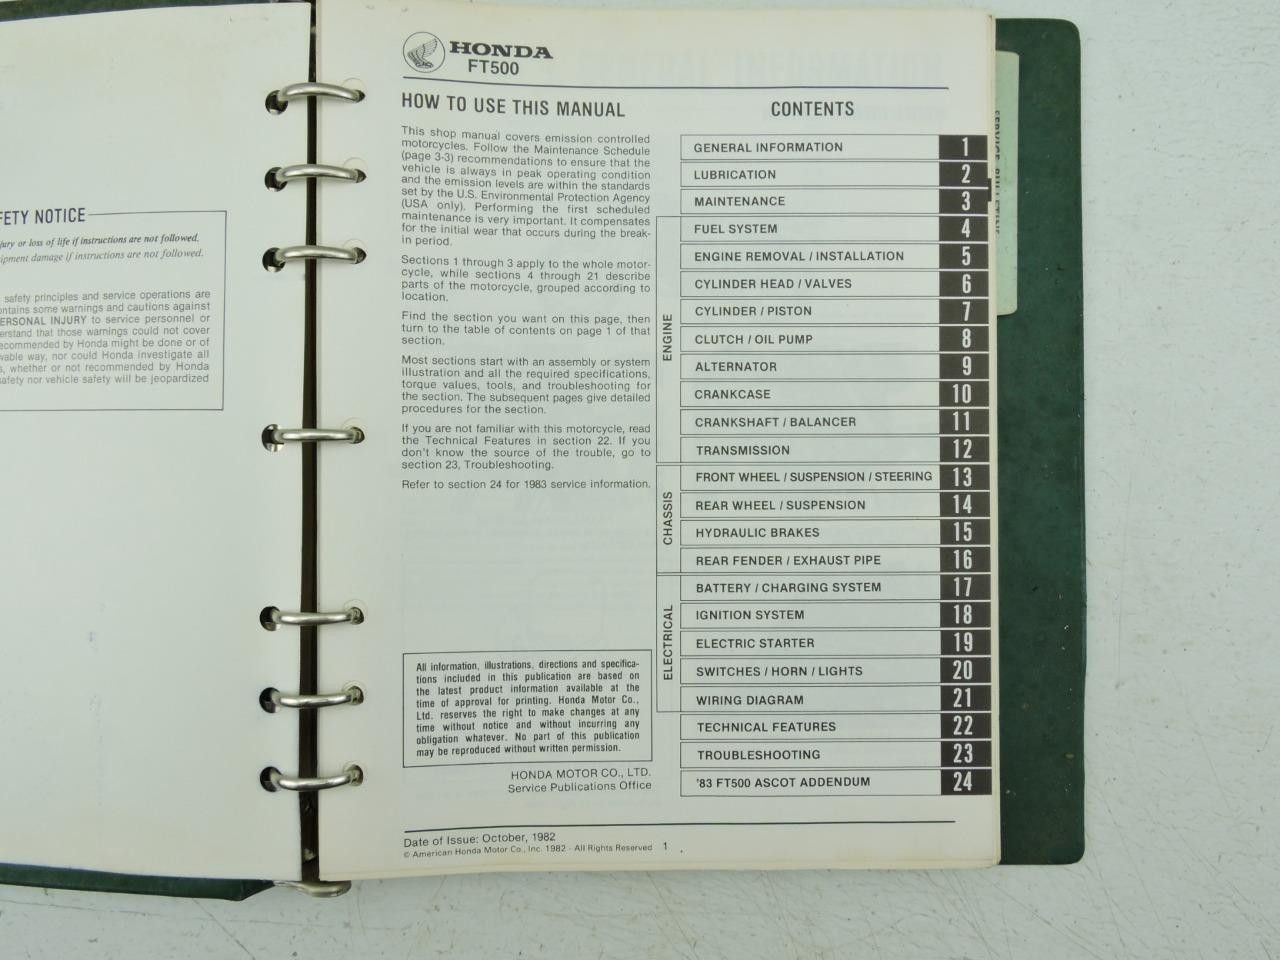 FETY NOTICE
jury or loss of life if instructions are not followed.
ipment damage if instructions are not followed.
safety principles and service operations are
ontains some warnings and cautions against
ERSONAL INJURY to service personnel or
erstand that those warnings could not cover
ecommended by Honda might be done or of
vable way, nor could Honda investigate all
s, whether or not recommended by Honda
safety nor vehicle safety will be jeopardized
HONDA
FT500
HOW TO USE THIS MANUAL
This shop manual covers emission controlled
motorcycles. Follow the Maintenance Schedule
(page 3-3) recommendations to ensure that the
vehicle is always in peak operating condition
and the emission levels are within the standards
set by the U.S. Environmental Protection Agency
(USA only). Performing the first scheduled
maintenance is very important. It compensates
for the initial wear that occurs during the break-
in period.
Sections 1 through 3 apply to the whole motor-
cycle, while sections 4 through 21 describe
parts of the motorcycle, grouped according to
location.
Find the section you want on this page, then
turn to the table of contents on page 1 of that
section.
Most sections start with an assembly or system
illustration and all the required specifications,
torque values, tools, and troubleshooting for
the section. The subsequent pages give detailed
procedures for the section.
If you are not familiar with this motorcycle, read
the Technical Features in section 22. If you
don't know the source of the trouble, go to
section 23, Troubleshooting.
Refer to section 24 for 1983 service information.
All information, illustrations, directions and specifica-
tions included in this publication are based on
the latest product information available at the
time of approval for printing. Honda Motor Co.,
Ltd. reserves the right to make changes at any
time without notice and without incurring any
obligation whatever. No part of this publication
may be reproduced without written permission.
HONDA MOTOR CO., LTD.
Service Publications Office
CONTENTS
GENERAL INFORMATION 1
LUBRICATION 2
MAINTENANCE 3
ENGINE
FUEL SYSTEM 4
ENGINE REMOVAL / INSTALLATION 5
CYLINDER HEAD / VALVES 6
CYLINDER / PISTON 7
CLUTCH / OIL PUMP 8
ALTERNATOR 9
CRANKCASE 10
CRANKSHAFT / BALANCER 11
TRANSMISSION 12
CHASSIS
FRONT WHEEL / SUSPENSION / STEERING 13
REAR WHEEL / SUSPENSION 14
HYDRAULIC BRAKES 15
REAR FENDER / EXHAUST PIPE 16
ELECTRICAL
BATTERY / CHARGING SYSTEM 17
IGNITION SYSTEM 18
ELECTRIC STARTER 19
SWITCHES / HORN / LIGHTS 20
WIRING DIAGRAM 21
TECHNICAL FEATURES 22
TROUBLESHOOTING 23
'83 FT500 ASCOT ADDENDUM 24
Date of Issue: October, 1982
© American Honda Motor Co., Inc. 1982 - All Rights Reserved 1